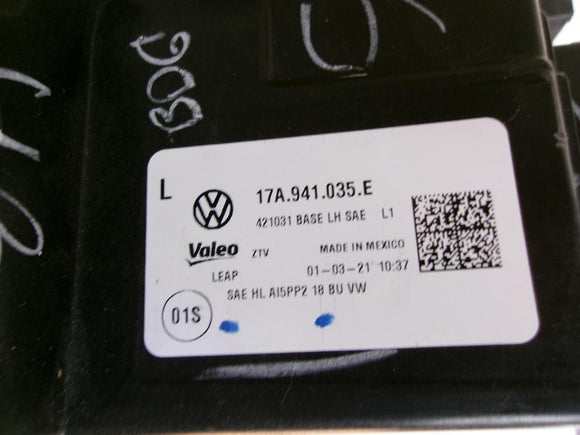 BDG
L
17A.941.035.E
421031 BASE LH SAE L1
Valeo ZTV MADE IN MEXICO
LEAP 01-03-21 10:37
SAE HL AI5PP2 18 BU VW
01S